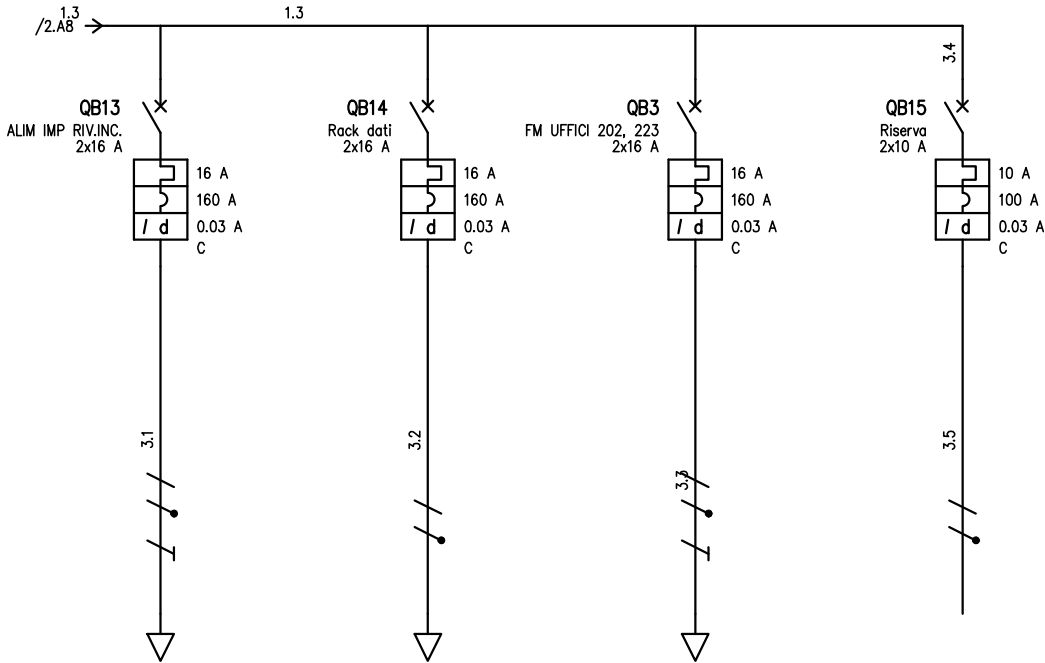 1.3
/2.A8
1.3
3.4
QB13
ALIM IMP RIV.INC.
2x16 A
16 A
160 A
I d
0.03 A
C
QB14
Rack dati
2x16 A
16 A
160 A
I d
0.03 A
C
QB3
FM UFFICI 202, 223
2x16 A
16 A
160 A
I d
0.03 A
C
QB15
Riserva
2x10 A
10 A
100 A
I d
0.03 A
C
3.1
3.2
3.3
3.5